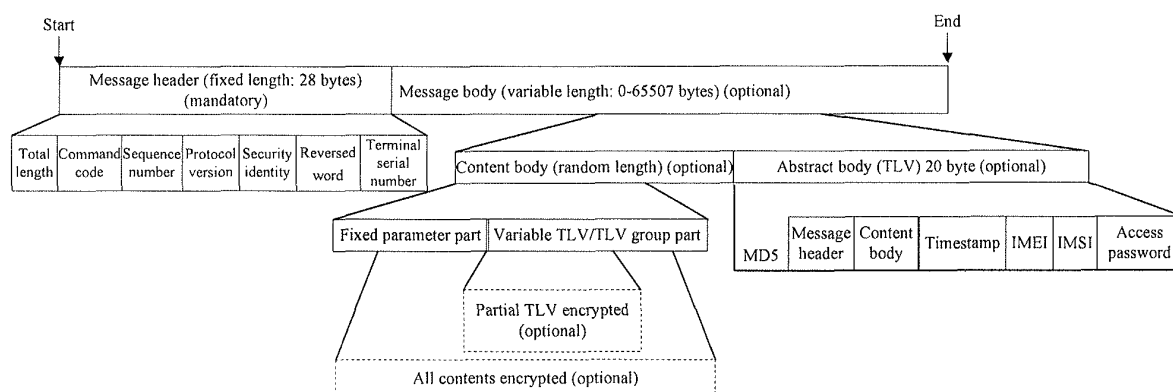 Start
End
Message header (fixed length: 28 bytes)
(mandatory)
Message body (variable length: 0-65507 bytes) (optional)
Total
length
Command
code
Sequence
number
Protocol
version
Security
identity
Reversed
word
Terminal
serial
number
Content body (random length) (optional)
Abstract body (TLV) 20 byte (optional)
Fixed parameter part
Variable TLV/TLV group part
MD5
Message
header
Content
body
Timestamp
IMEI
IMSI
Access
password
Partial TLV encrypted
(optional)
All contents encrypted (optional)